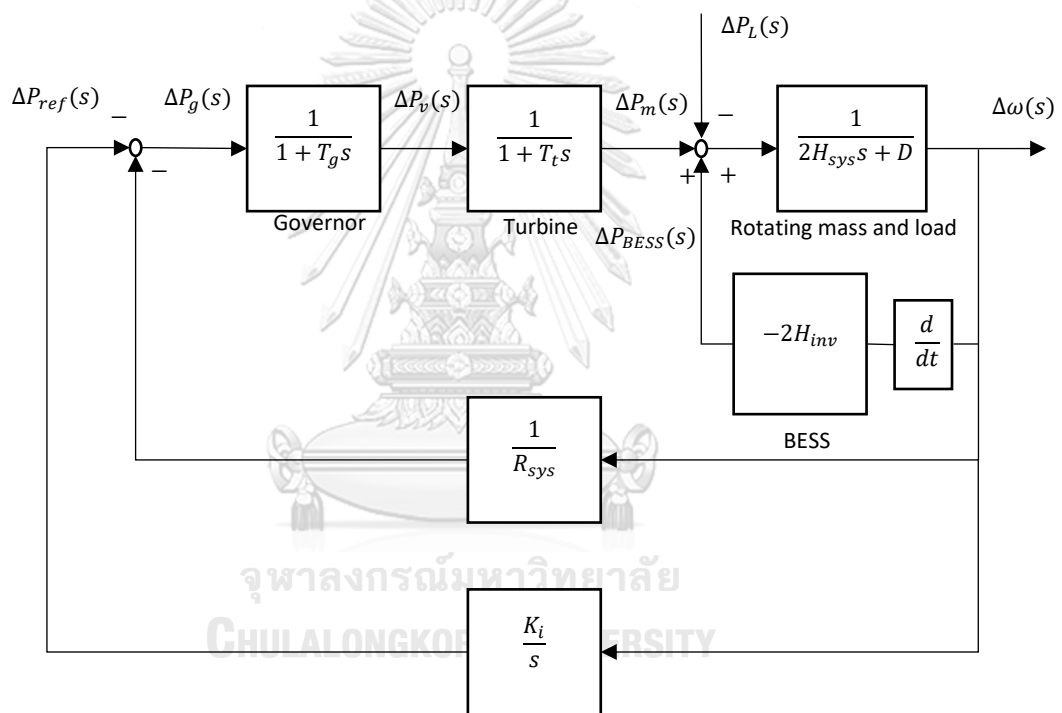 ΔP_L(s)
ΔP_ref(s)
−
ΔP_g(s)
1
1 + T_g s
ΔP_v(s)
1
1 + T_t s
ΔP_m(s)
−
1
2H_sys s + D
Δω(s)
−
+
+
Governor
Turbine
ΔP_BESS(s)
Rotating mass and load
−2H_inv
d
dt
BESS
1
R_sys
จุฬาลงกรณ์มหาวิทยาลัย
CHULALONGKO ERSITY
K_i
s